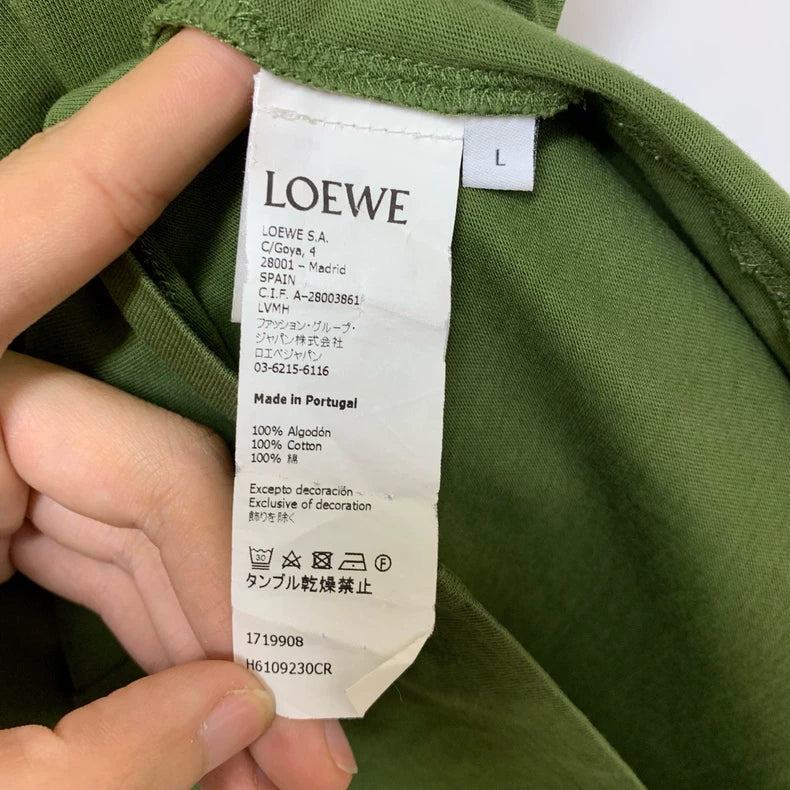 L
LOEWE
LOEWE S.A.
C/Goya, 4
28001 – Madrid
SPAIN
C.I.F. A-28003861
LVMH
ファッション・グループ・
ジャパン株式会社
ロエベジャパン
03-6215-6116
Made in Portugal
100% Algodón
100% Cotton
100% 綿
Excepto decoración
Exclusive of decoration
飾りを除く
30 F
タンブル乾燥禁止
1719908
H6109230CR